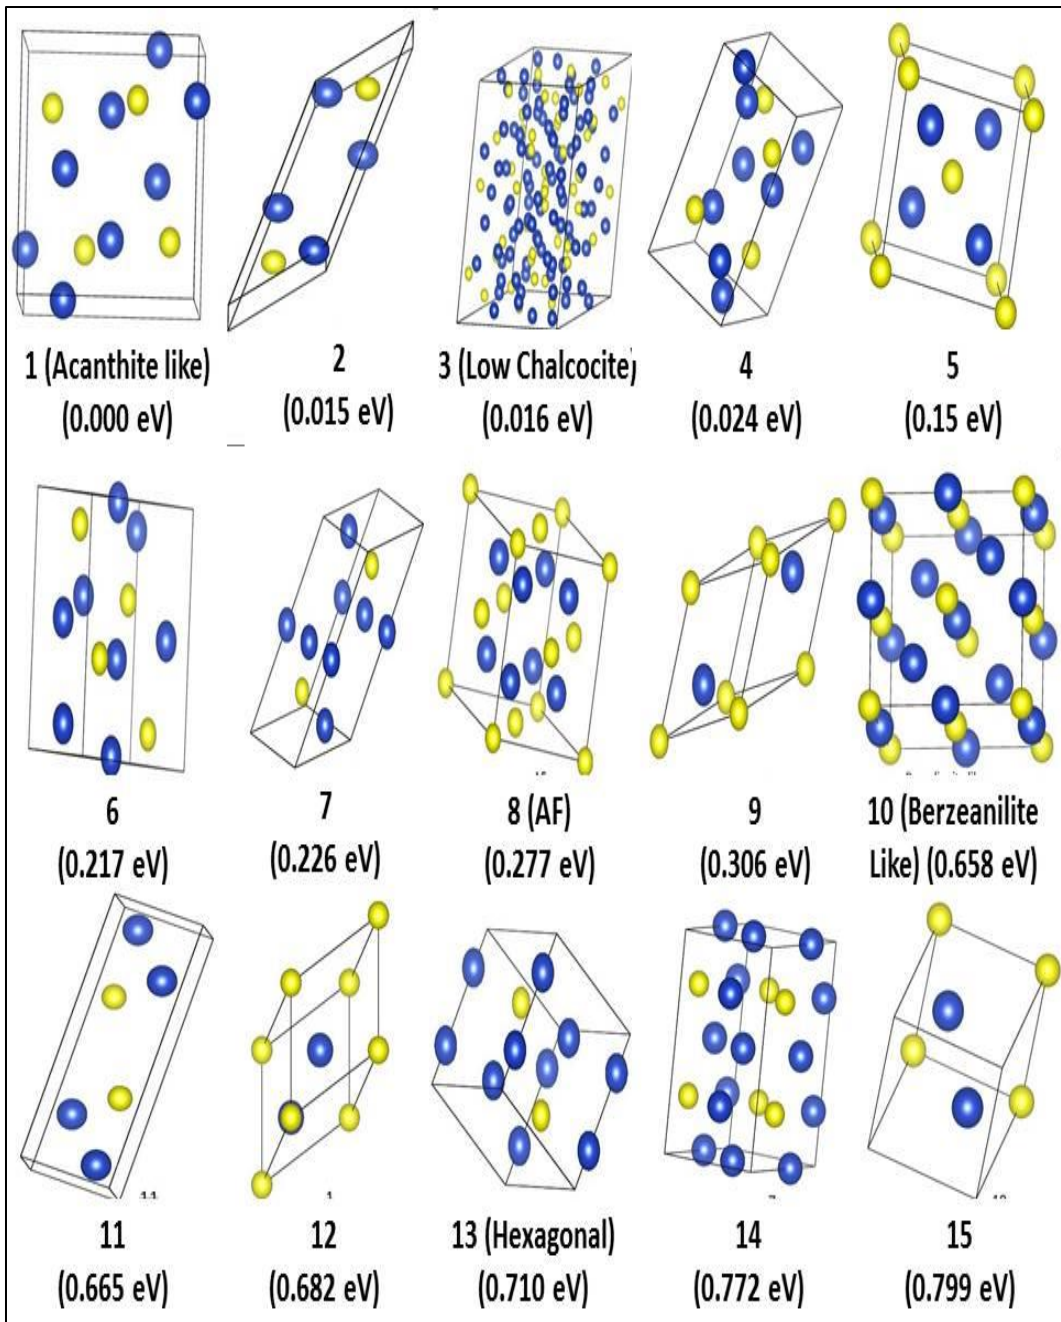 1 (Acanthite like)
(0.000 eV)
2
(0.015 eV)
3 (Low Chalcocite)
(0.016 eV)
4
(0.024 eV)
5
(0.15 eV)
6
(0.217 eV)
7
(0.226 eV)
8 (AF)
(0.277 eV)
9
(0.306 eV)
10 (Berzeanilite
Like) (0.658 eV)
11
(0.665 eV)
12
(0.682 eV)
13 (Hexagonal)
(0.710 eV)
14
(0.772 eV)
15
(0.799 eV)